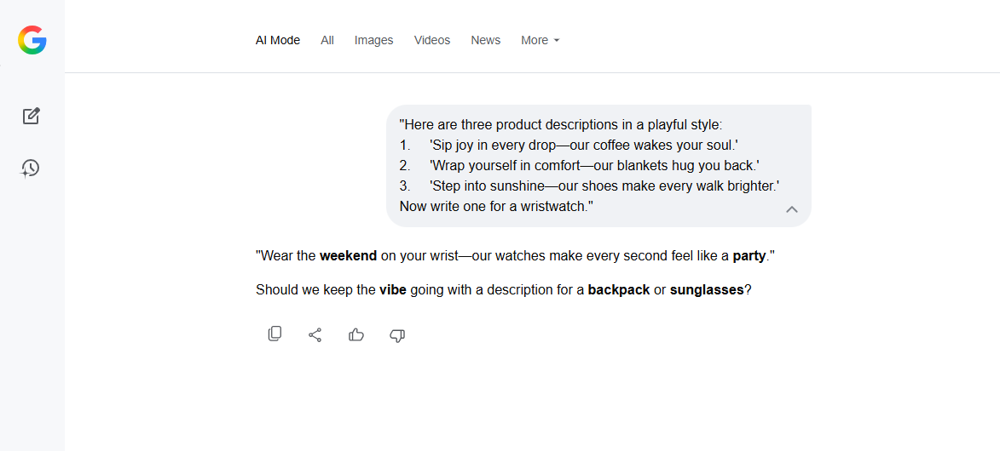 AI Mode All Images Videos News More
"Here are three product descriptions in a playful style:
1. 'Sip joy in every drop—our coffee wakes your soul.'
2. 'Wrap yourself in comfort—our blankets hug you back.'
3. 'Step into sunshine—our shoes make every walk brighter.'
Now write one for a wristwatch."
"Wear the weekend on your wrist—our watches make every second feel like a party."
Should we keep the vibe going with a description for a backpack or sunglasses?